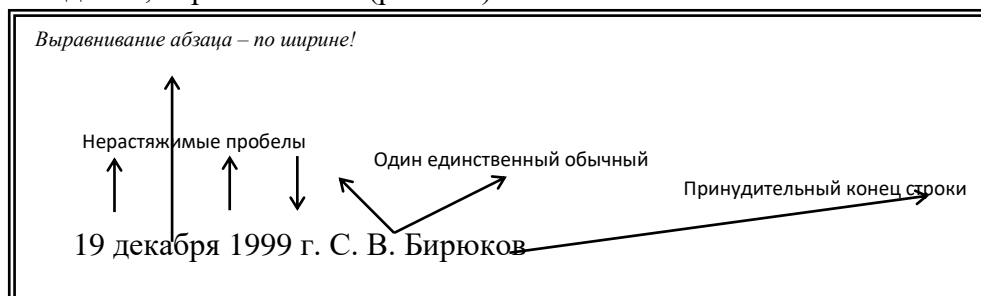 Выравнивание абзаца – по ширине!
Нерастяжимые пробелы
Один единственный обычный
Принудительный конец строки
19 декабря 1999 г. С. В. Бирюков